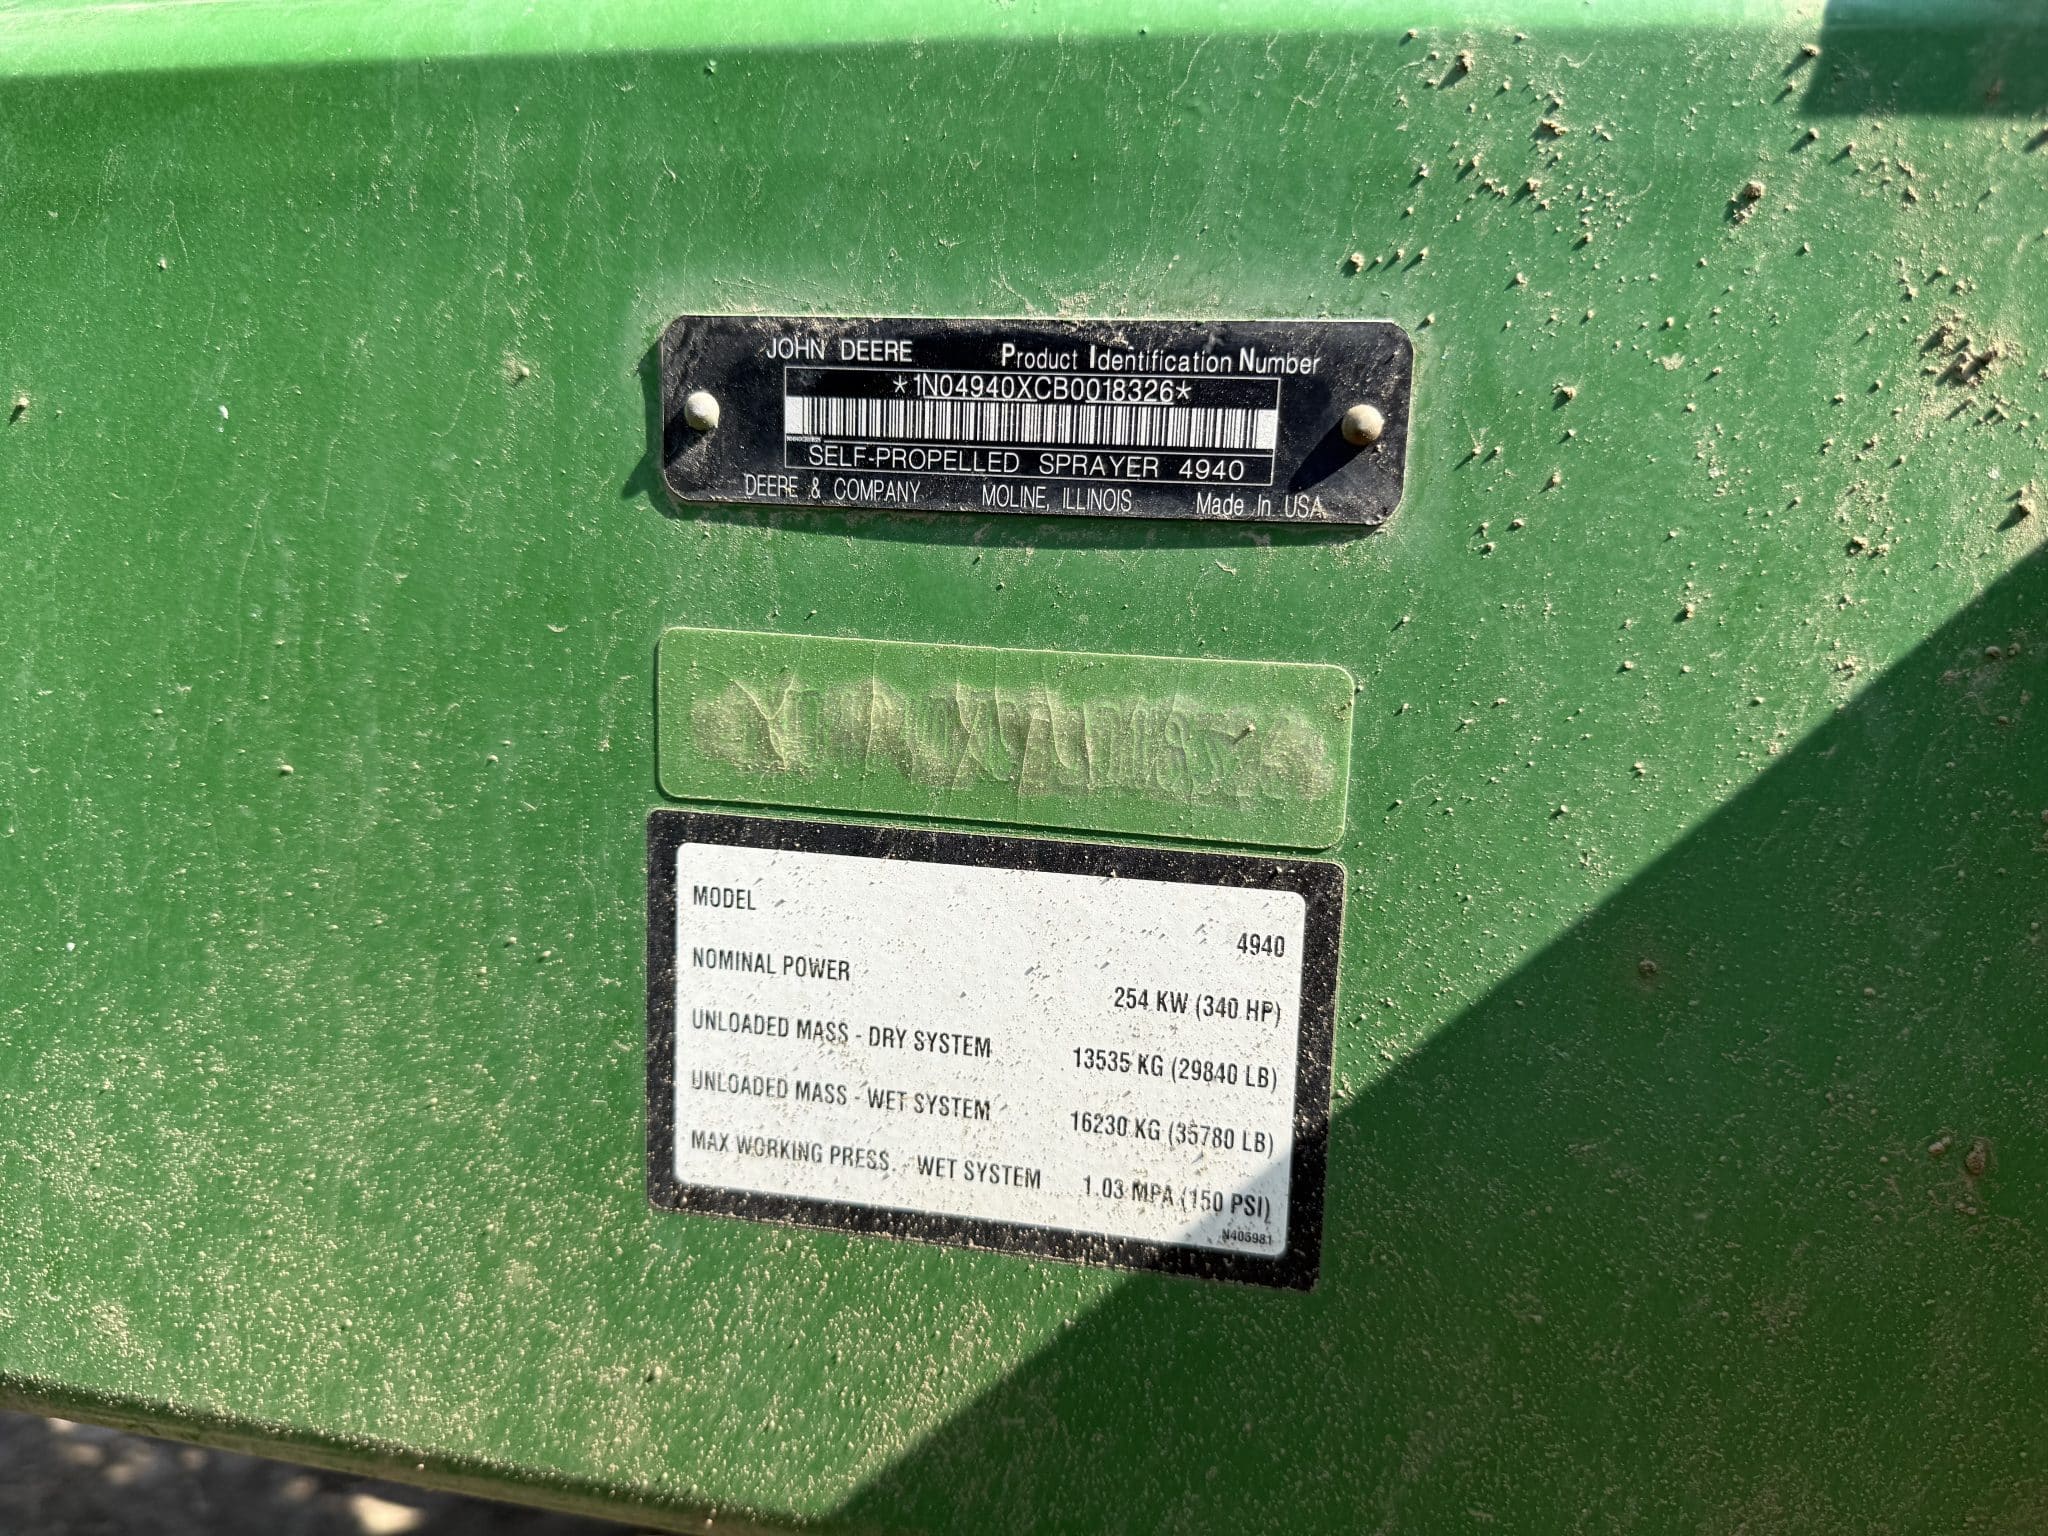 JOHN DEERE Product Identification Number
*1N04940XCB0018326*
SELF-PROPELLED SPRAYER 4940
DEERE & COMPANY MOLINE, ILLINOIS Made In USA
MODEL 4940
NOMINAL POWER 254 KW (340 HP)
UNLOADED MASS - DRY SYSTEM 13535 KG (29840 LB)
UNLOADED MASS - WET SYSTEM 16230 KG (35780 LB)
MAX WORKING PRESS. - WET SYSTEM 1.03 MPA (150 PSI)
N405981